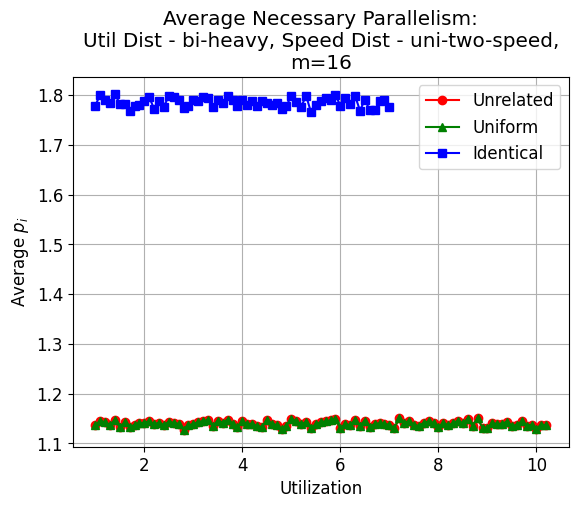 Average Necessary Parallelism:
Util Dist - bi-heavy, Speed Dist - uni-two-speed,
m=16
Unrelated
Uniform
Identical
Average p_i
1.8
1.7
1.6
1.5
1.4
1.3
1.2
1.1
2 4 6 8 10
Utilization